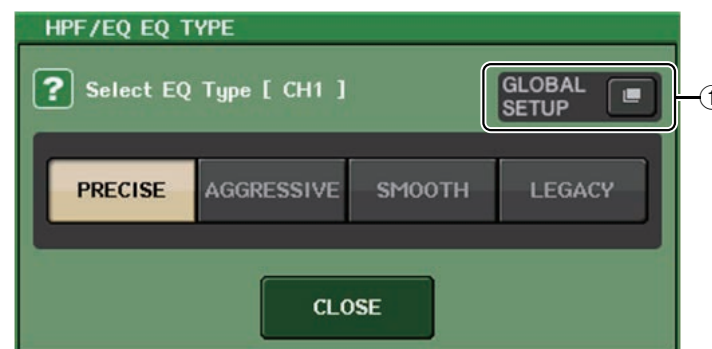 HPF/EQ EQ TYPE
? Select EQ Type [ CH1 ]
GLOBAL
SETUP
①
PRECISE
AGGRESSIVE
SMOOTH
LEGACY
CLOSE